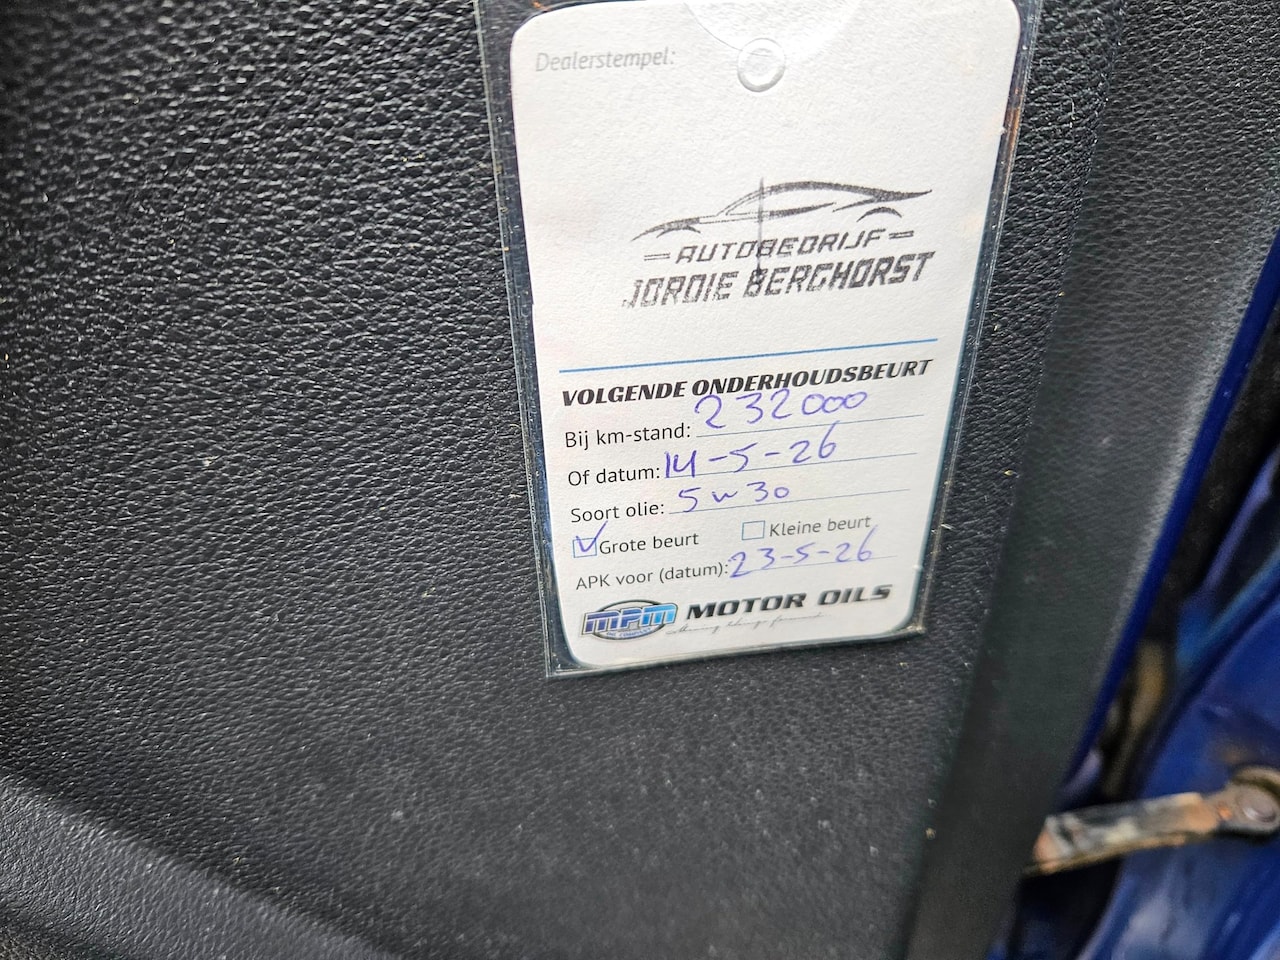 Dealerstempel:
AUTOBEDRIJF
JORDIE BERGHORST
VOLGENDE ONDERHOUDSBEURT
Bij km-stand: 232000
Of datum: 14-5-26
Soort olie: 5w30
Grote beurt Kleine beurt
APK voor (datum): 23-5-26
MPM MOTOR OILS